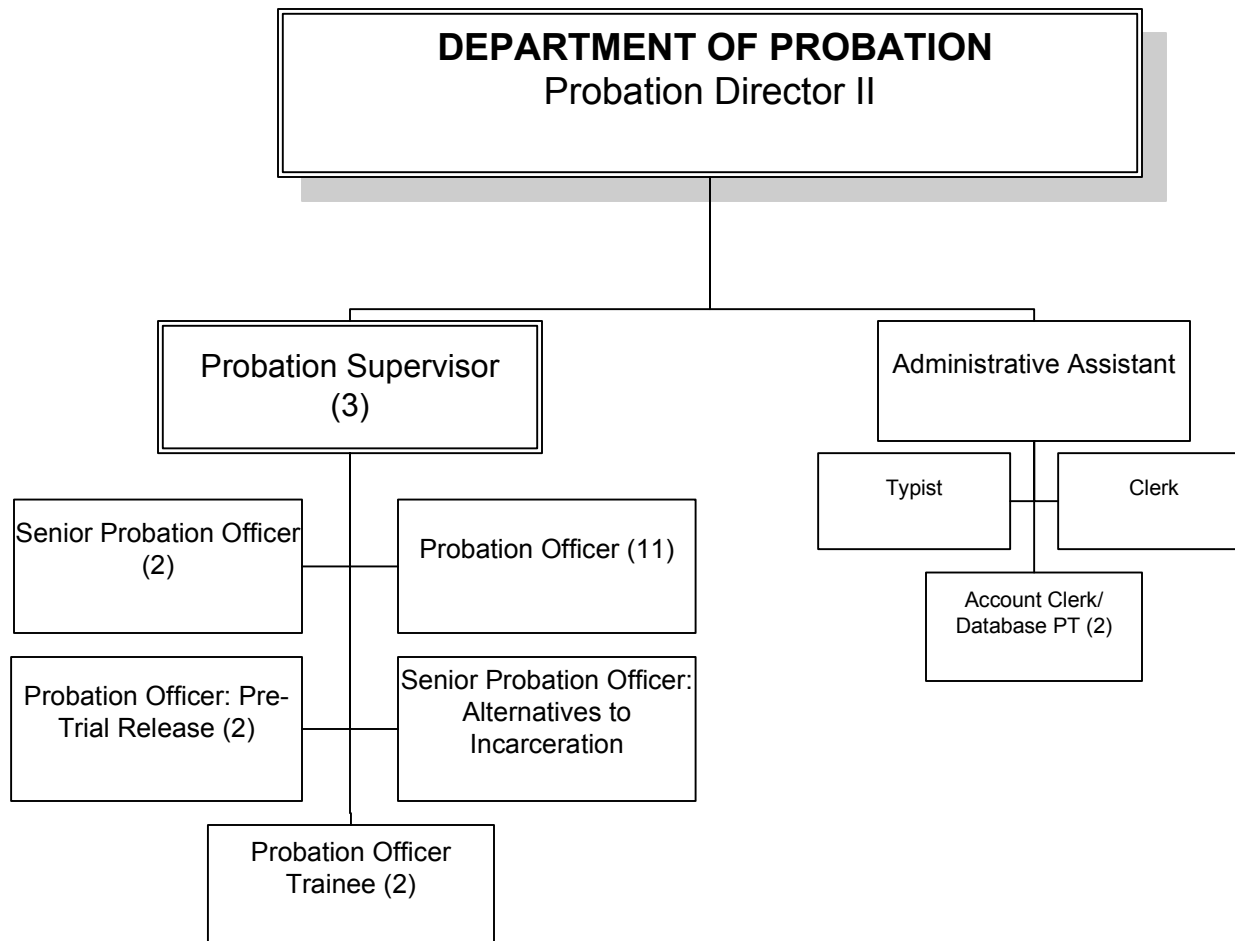 DEPARTMENT OF PROBATION
Probation Director II
Probation Supervisor
(3)
Administrative Assistant
Typist
Clerk
Senior Probation Officer
(2)
Probation Officer (11)
Account Clerk/
Database PT (2)
Probation Officer: Pre-
Trial Release (2)
Senior Probation Officer:
Alternatives to
Incarceration
Probation Officer
Trainee (2)